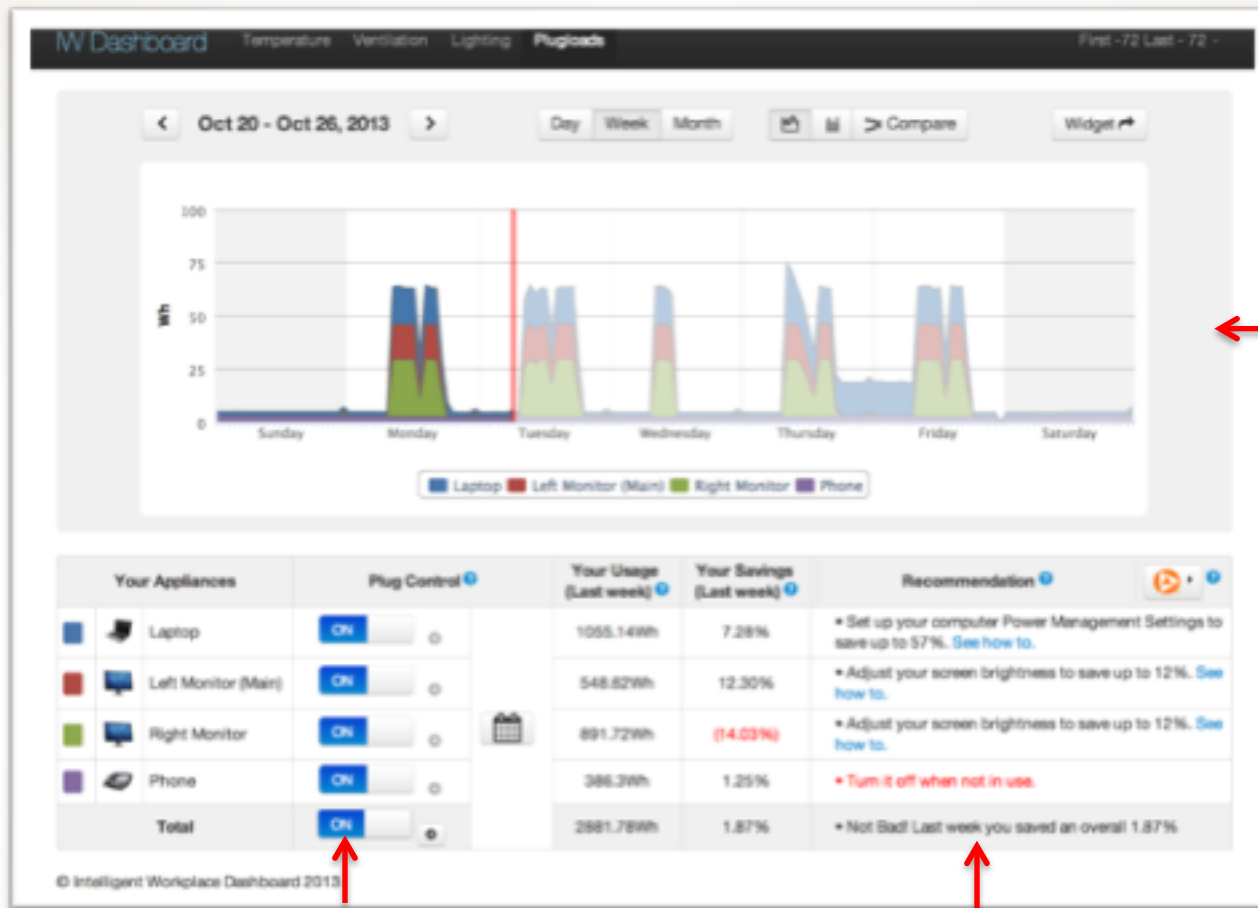 IW Dashboard Temperature Ventilation Lighting Plugloads First -72 Last - 72
Oct 20 - Oct 26, 2013 Day Week Month Compare Widget
100
75
50
25
0
Wh
Sunday Monday Tuesday Wednesday Thursday Friday Saturday
Laptop Left Monitor (Main) Right Monitor Phone
Your Appliances Plug Control Your Usage (Last week) Your Savings (Last week) Recommendation
Laptop ON 1055.14Wh 7.28% • Set up your computer Power Management Settings to
save up to 57%. See how to.
Left Monitor (Main) ON 548.62Wh 12.30% • Adjust your screen brightness to save up to 12%. See
how to.
Right Monitor ON 891.72Wh (14.03%) • Adjust your screen brightness to save up to 12%. See
how to.
Phone ON 386.3Wh 1.25% • Turn it off when not in use.
Total ON 2881.78Wh 1.87% • Not Bad! Last week you saved an overall 1.87%
© Intelligent Workplace Dashboard 2013